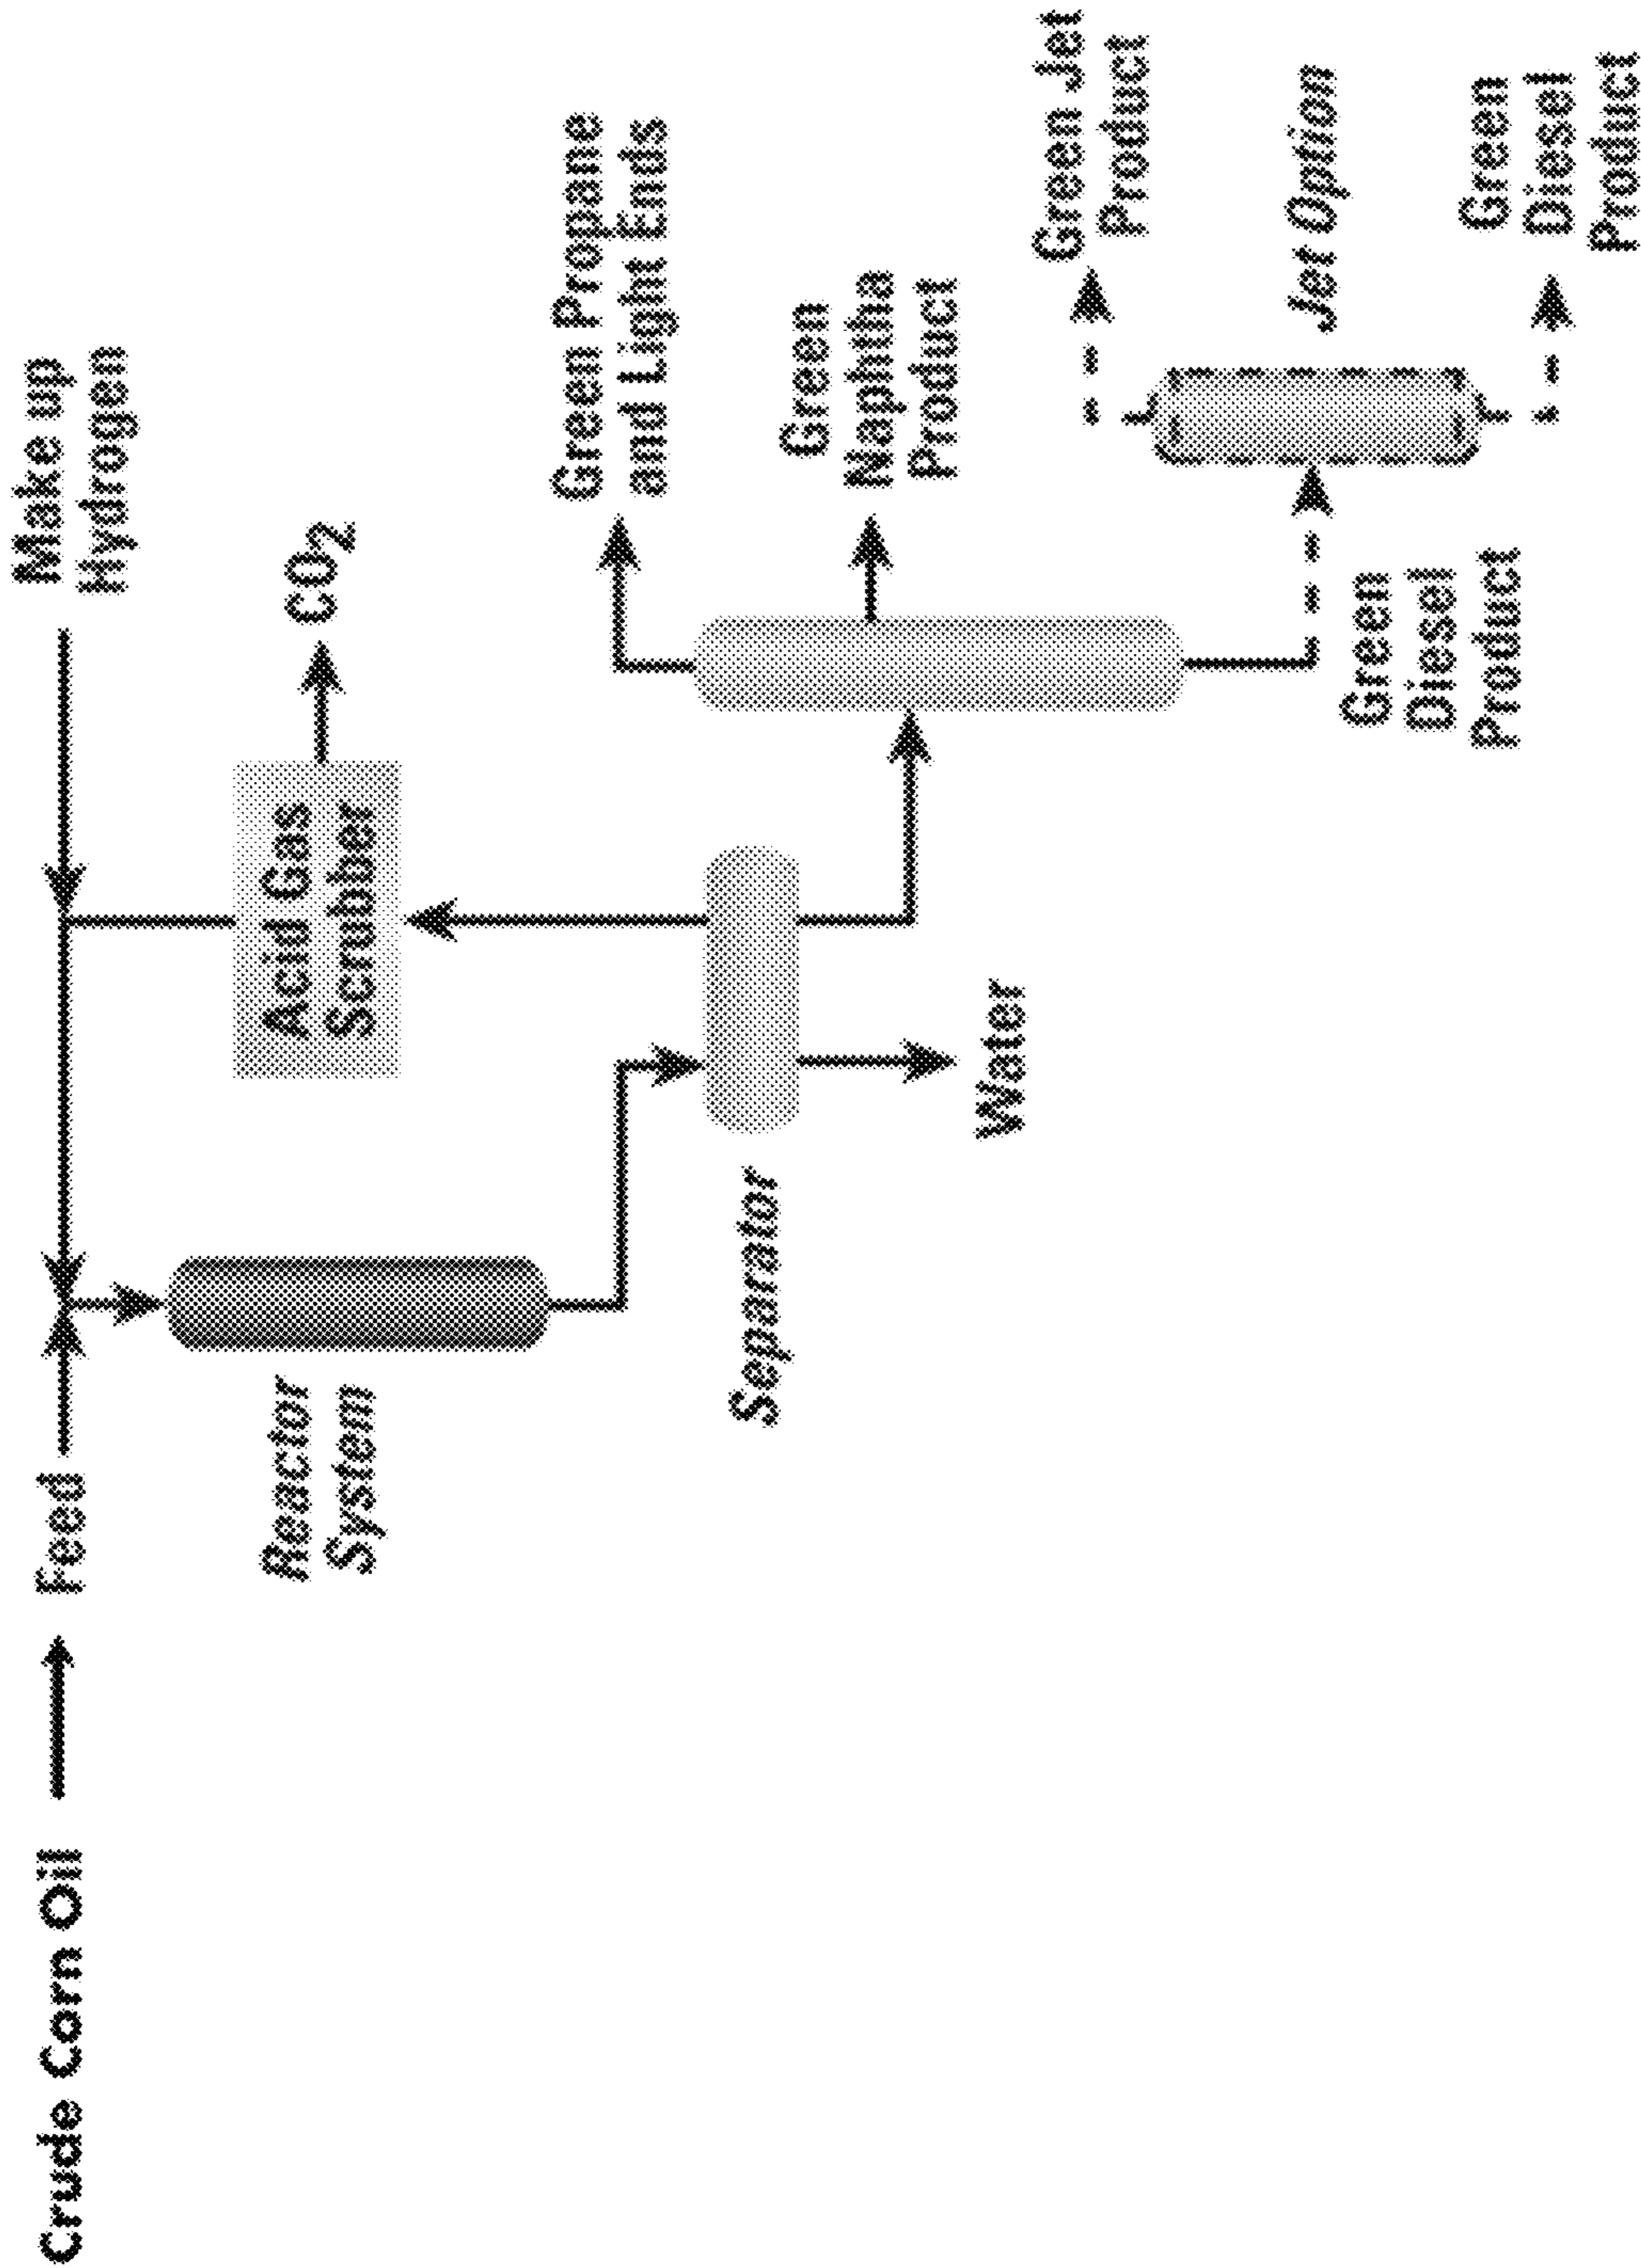 Crude Corn Oil
Feed
Make up
Hydrogen
Reactor
System
Acid Gas
Scrubber
CO2
Separator
Water
Green Propane
and Light Ends
Green
Naphtha
Product
Green
Diesel
Product
Green Jet
Product
Jet Option
Green
Diesel
Product